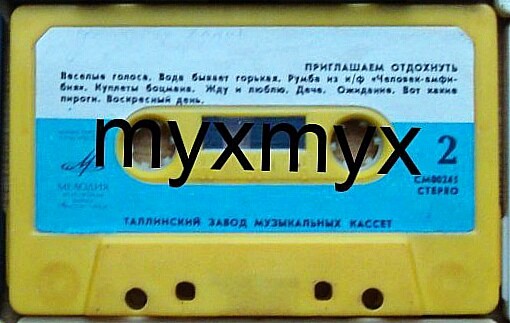 ПРИГЛАШАЕМ ОТДОХНУТЬ
Веселые голоса. Вода бывает горькая. Румба из к/ф «Человек-амфи-
бия». Куплеты боцмана. Жду и люблю. Даче. Ожидание. Вот какие
пироги. Воскресный день.
myxmyx
2
МЕЛОДИЯ
СМ00245
СТЕРЕО
ТАЛЛИНСКИЙ ЗАВОД МУЗЫКАЛЬНЫХ КАССЕТ